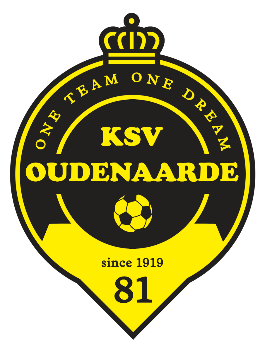 ONE TEAM ONE DREAM
KSV
OUDENAARDE
since 1919
81